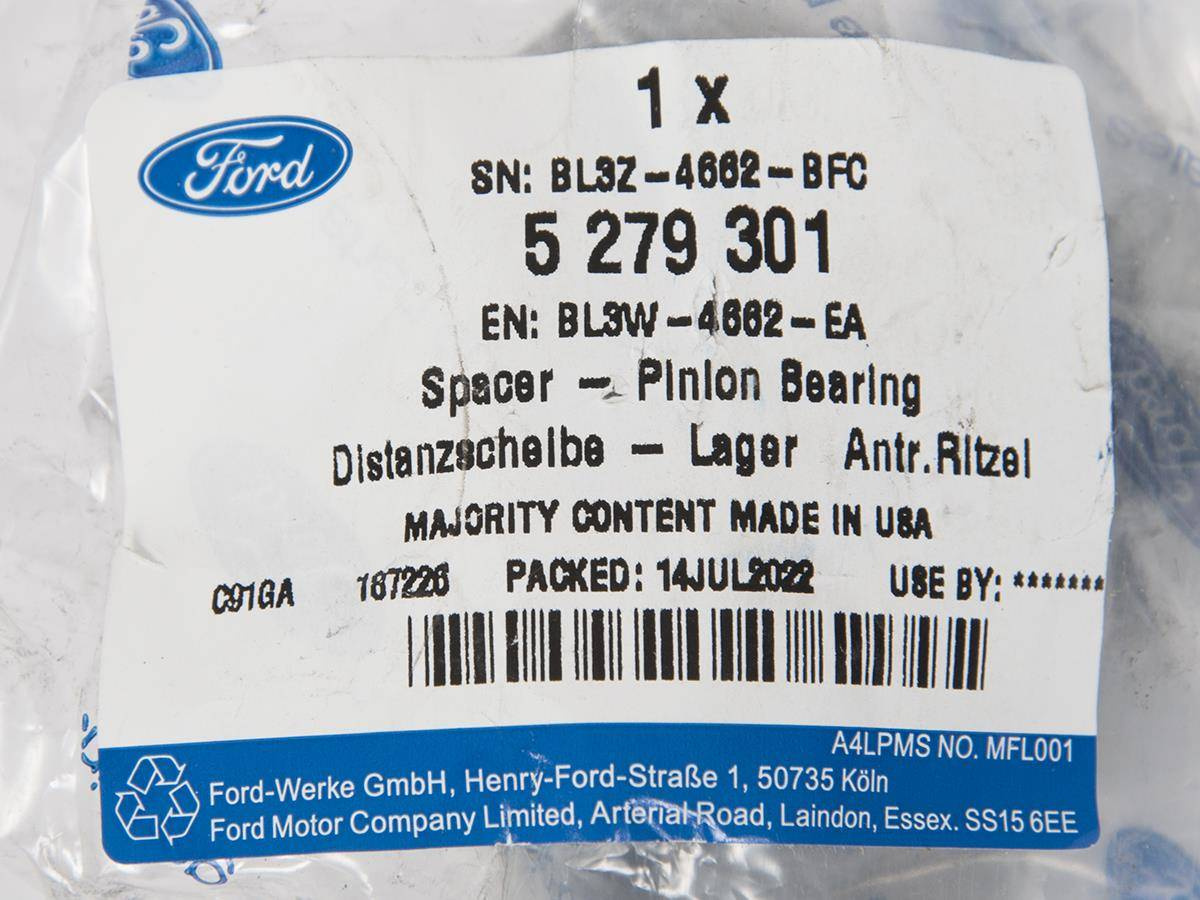 1 x
Ford
SN: BL3Z-4662-BFC
5 279 301
EN: BL3W-4662-EA
Spacer - Pinion Bearing
Distanzscheibe - Lager Antr.Ritzel
MAJORITY CONTENT MADE IN USA
C91GA 167226 PACKED: 14JUL2022 USE BY: *******
A4LPMS NO. MFL001
Ford-Werke GmbH, Henry-Ford-Straße 1, 50735 Köln
Ford Motor Company Limited, Arterial Road, Laindon, Essex. SS15 6EE